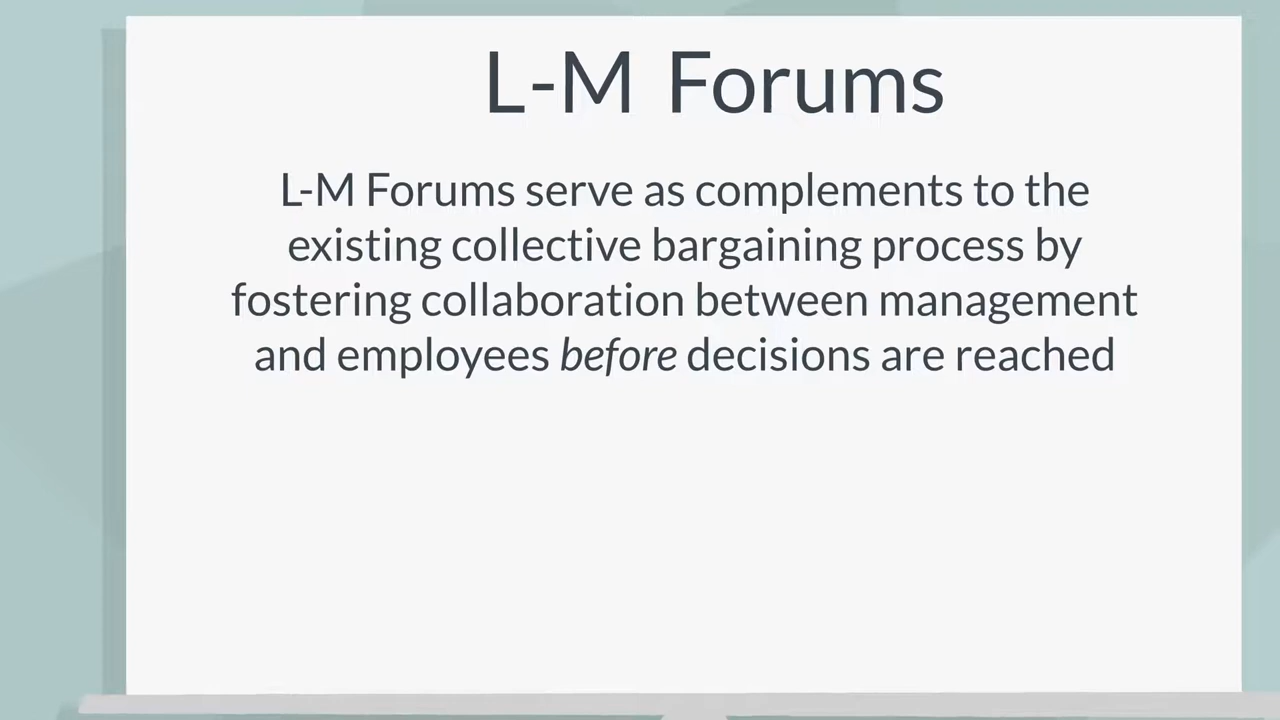 L-M Forums
L-M Forums serve as complements to the
existing collective bargaining process by
fostering collaboration between management
and employees before decisions are reached